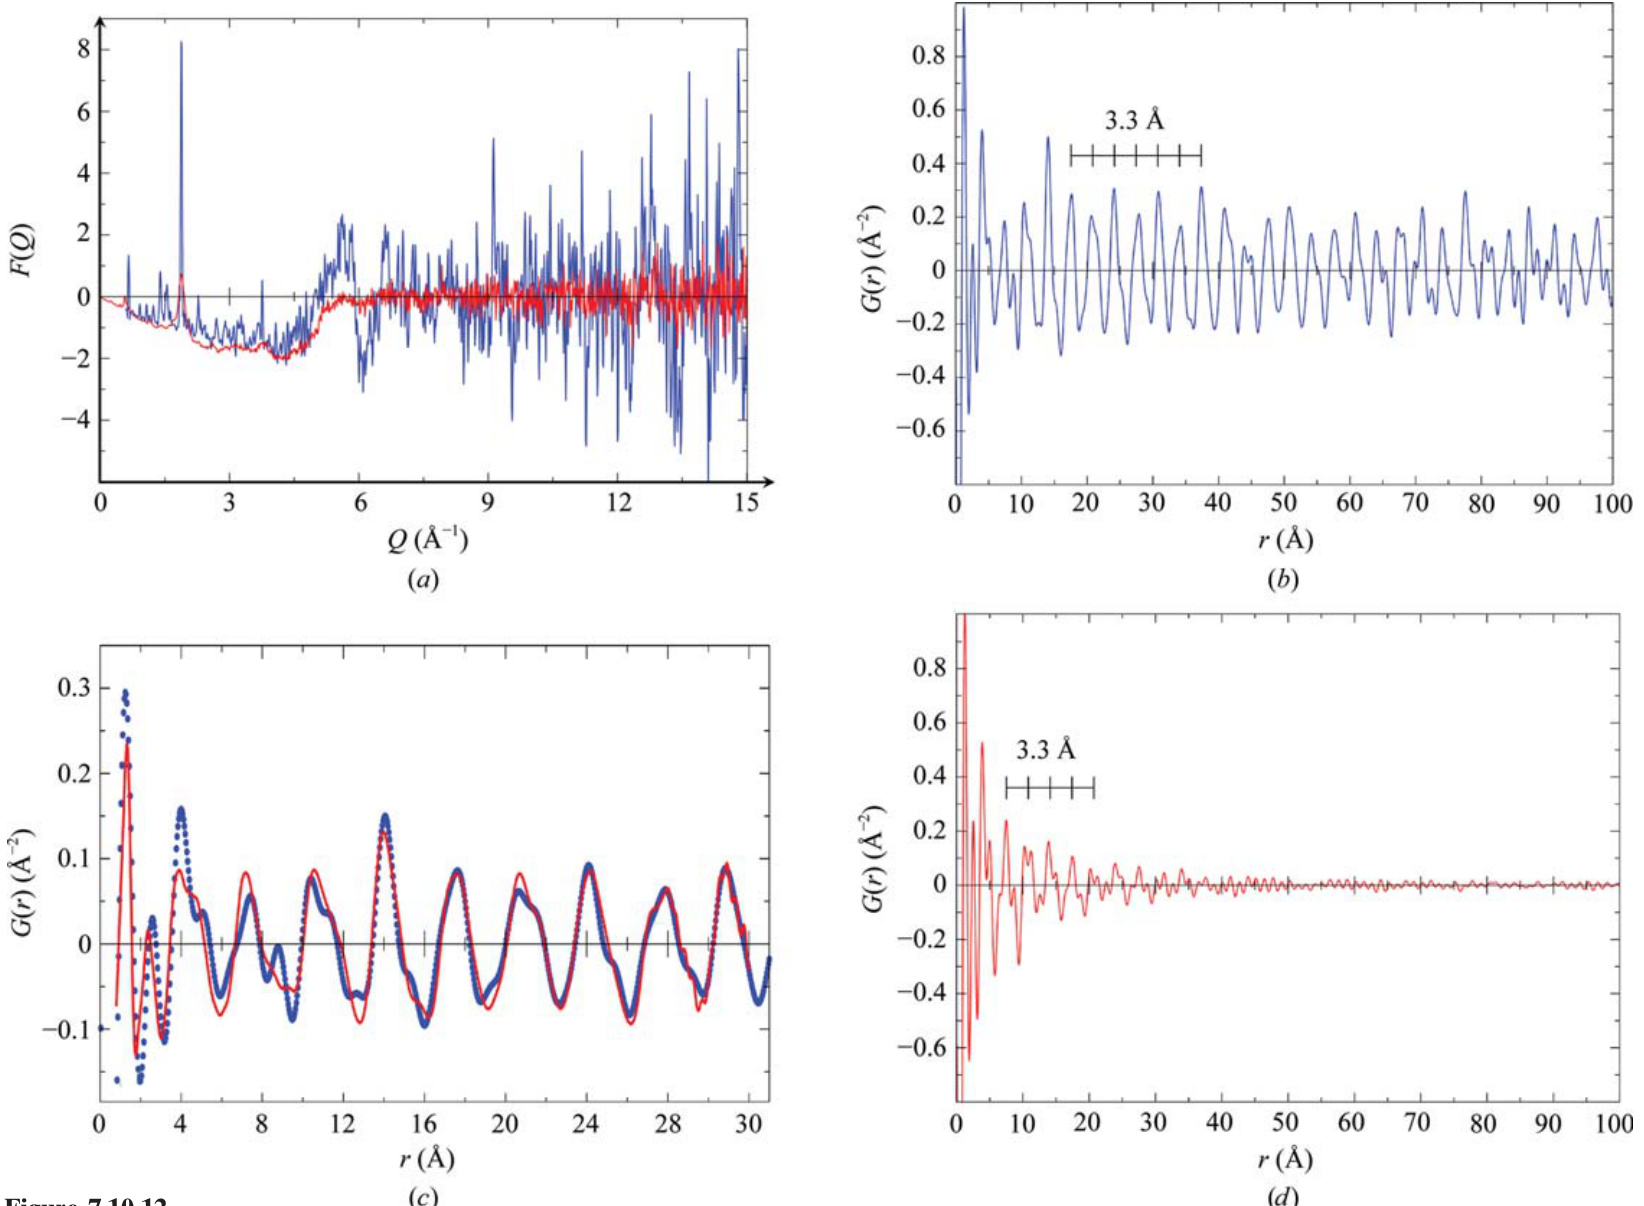 8
6
4
2
0
−2
−4
F(Q)
0 3 6 9 12 15
Q (Å⁻¹)
(a)
0.8
0.6
0.4
0.2
0
−0.2
−0.4
−0.6
G(r) (Å⁻²)
3.3 Å
0 10 20 30 40 50 60 70 80 90 100
r (Å)
(b)
0.3
0.2
0.1
0
−0.1
G(r) (Å⁻²)
0 4 8 12 16 20 24 28 30
r (Å)
(c)
0.8
0.6
0.4
0.2
0
−0.2
−0.4
−0.6
G(r) (Å⁻²)
3.3 Å
0 10 20 30 40 50 60 70 80 90 100
r (Å)
(d)
Figure 7.10.12